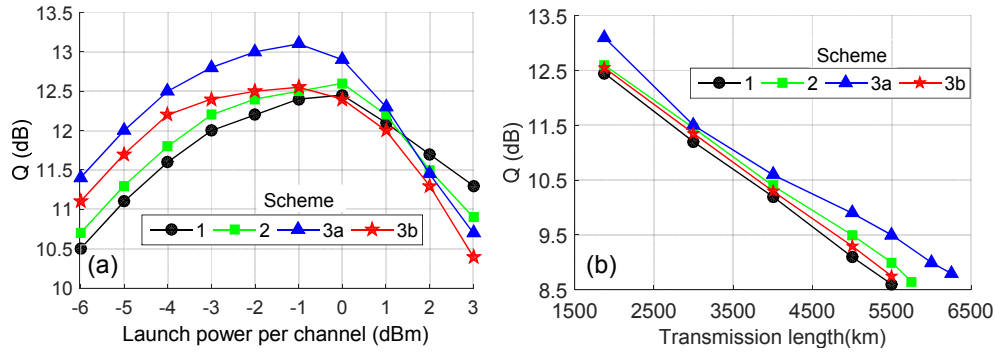 13.5
13
12.5
12
11.5
11
10.5
10
Q (dB)
Scheme
1 2 3a 3b
(a)
-6 -5 -4 -3 -2 -1 0 1 2 3
Launch power per channel (dBm)
13.5
12.5
11.5
10.5
9.5
8.5
Q (dB)
Scheme
1 2 3a 3b
(b)
1500 2500 3500 4500 5500 6500
Transmission length(km)